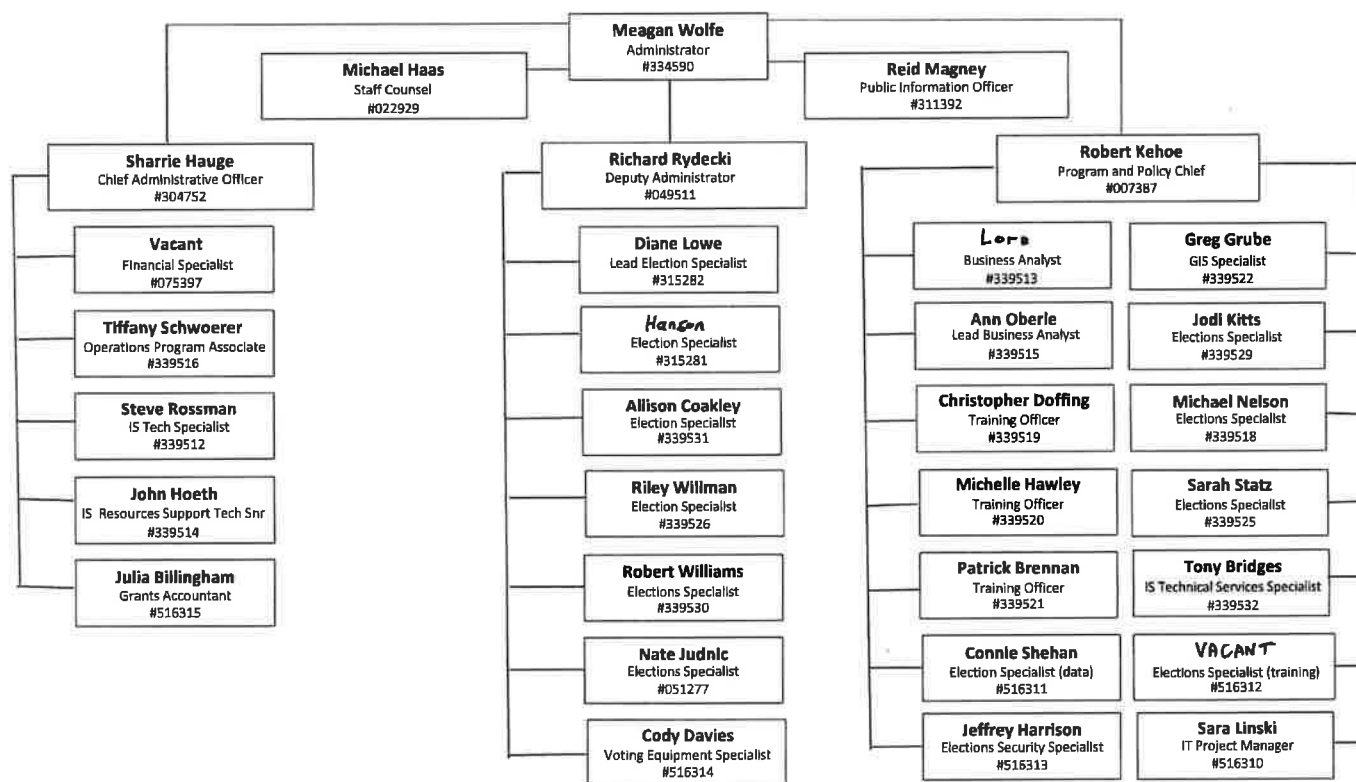 Meagan Wolfe
Administrator
#334590
Michael Haas
Staff Counsel
#022929
Reid Magney
Public Information Officer
#311392
Sharrie Hauge
Chief Administrative Officer
#304752
Vacant
Financial Specialist
#075397
Tiffany Schwoerer
Operations Program Associate
#339516
Steve Rossman
IS Tech Specialist
#339512
John Hoeth
IS Resources Support Tech Snr
#339514
Julia Billingham
Grants Accountant
#516315
Richard Rydecki
Deputy Administrator
#049511
Diane Lowe
Lead Election Specialist
#315282
Hanson
Election Specialist
#315281
Allison Coakley
Election Specialist
#339531
Riley Willman
Election Specialist
#339526
Robert Williams
Elections Specialist
#339530
Nate Judnic
Elections Specialist
#051277
Cody Davies
Voting Equipment Specialist
#516314
Robert Kehoe
Program and Policy Chief
#007387
Business Analyst
#339513
Ann Oberle
Lead Business Analyst
#339515
Christopher Doffing
Training Officer
#339519
Michelle Hawley
Training Officer
#339520
Patrick Brennan
Training Officer
#339521
Connie Shehan
Election Specialist (data)
#516311
Jeffrey Harrison
Elections Security Specialist
#516313
Greg Grube
GIS Specialist
#339522
Jodi Kitts
Elections Specialist
#339529
Michael Nelson
Elections Specialist
#339518
Sarah Statz
Elections Specialist
#339525
Tony Bridges
IS Technical Services Specialist
#339532
VACANT
Elections Specialist (training)
#516312
Sara Linski
IT Project Manager
#516310